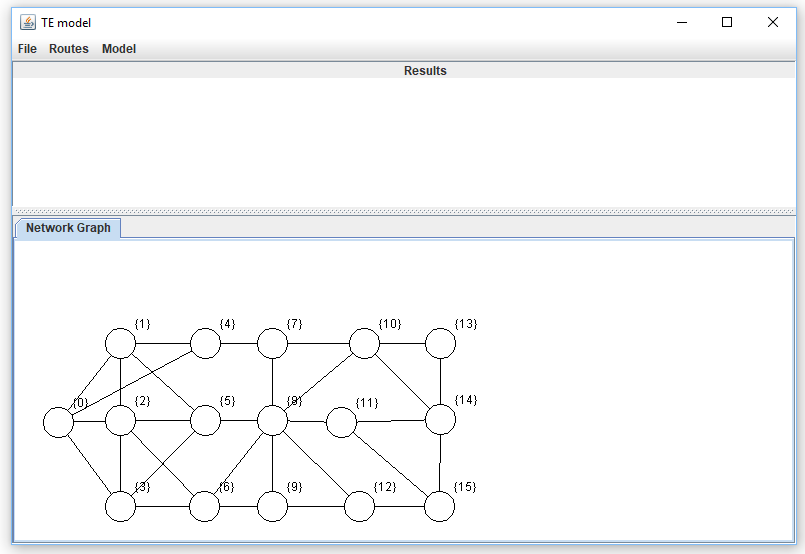 TE model
File Routes Model
Results
Network Graph
{1} {4} {7} {10} {13}
{0} {2} {5} {8} {11} {14}
{3} {6} {9} {12} {15}